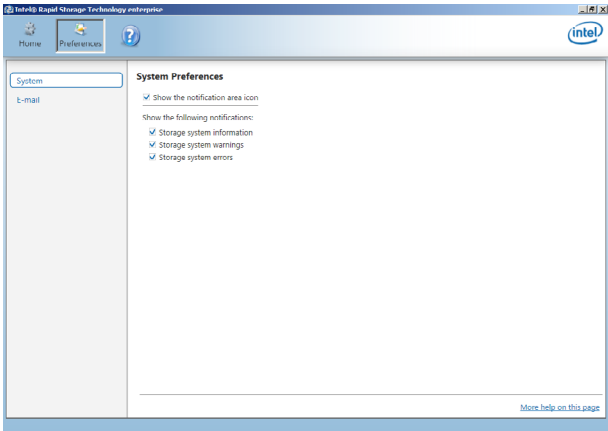 Intel® Rapid Storage Technology enterprise
Home
Preferences
?
intel
System
E-mail
System Preferences
Show the notification area icon
Show the following notifications:
Storage system information
Storage system warnings
Storage system errors
More help on this page